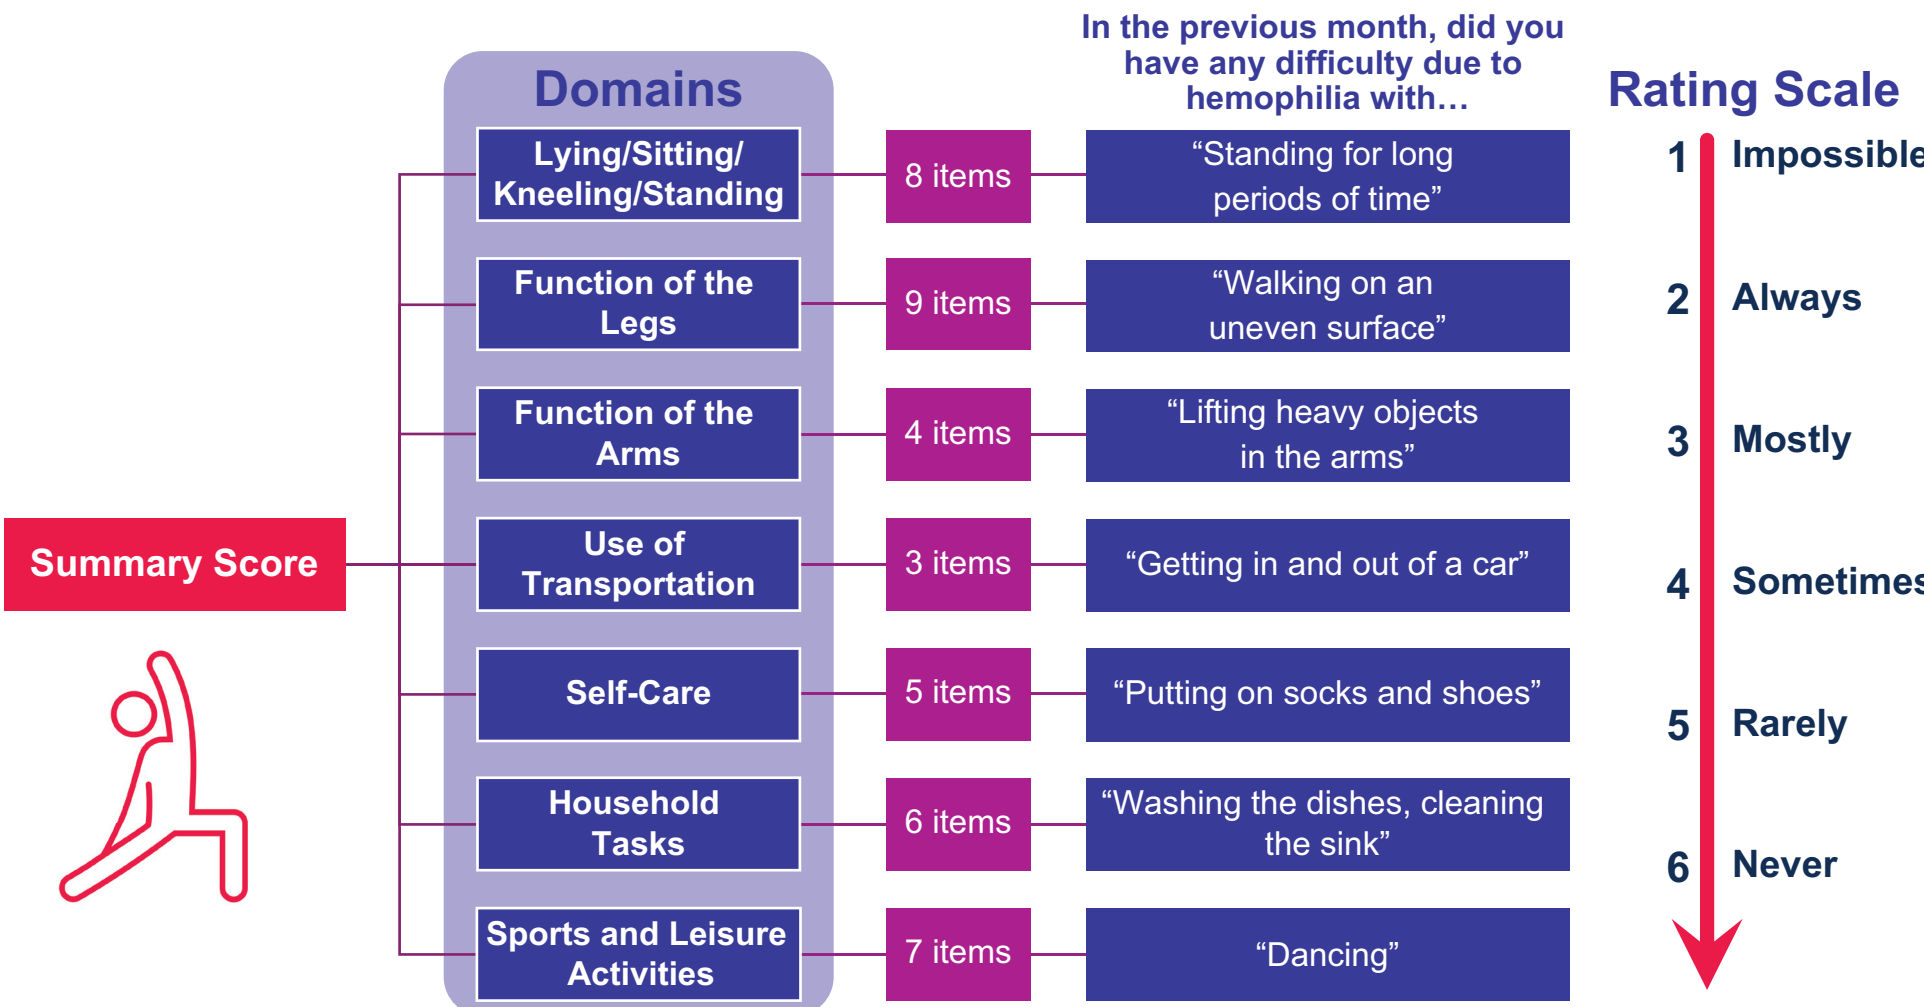 In the previous month, did you
have any difficulty due to
hemophilia with…
Domains
Rating Scale
Lying/Sitting/
Kneeling/Standing
8 items
“Standing for long
periods of time”
Function of the
Legs
9 items
“Walking on an
uneven surface”
Function of the
Arms
4 items
“Lifting heavy objects
in the arms”
Summary Score
Use of
Transportation
3 items
“Getting in and out of a car”
Self-Care
5 items
“Putting on socks and shoes”
Household
Tasks
6 items
“Washing the dishes, cleaning
the sink”
Sports and Leisure
Activities
7 items
“Dancing”
1 Impossible
2 Always
3 Mostly
4 Sometimes
5 Rarely
6 Never